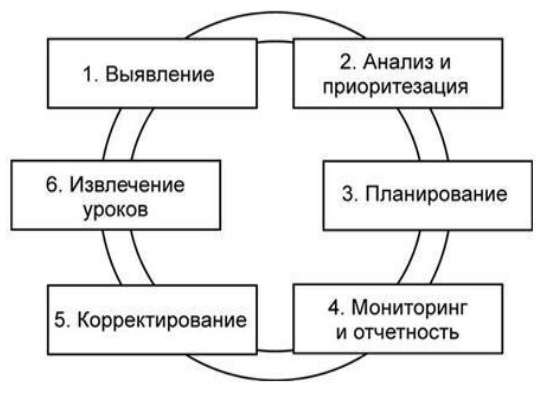 1. Выявление
2. Анализ и
приоритезация
3. Планирование
4. Мониторинг
и отчетность
5. Корректирование
6. Извлечение
уроков